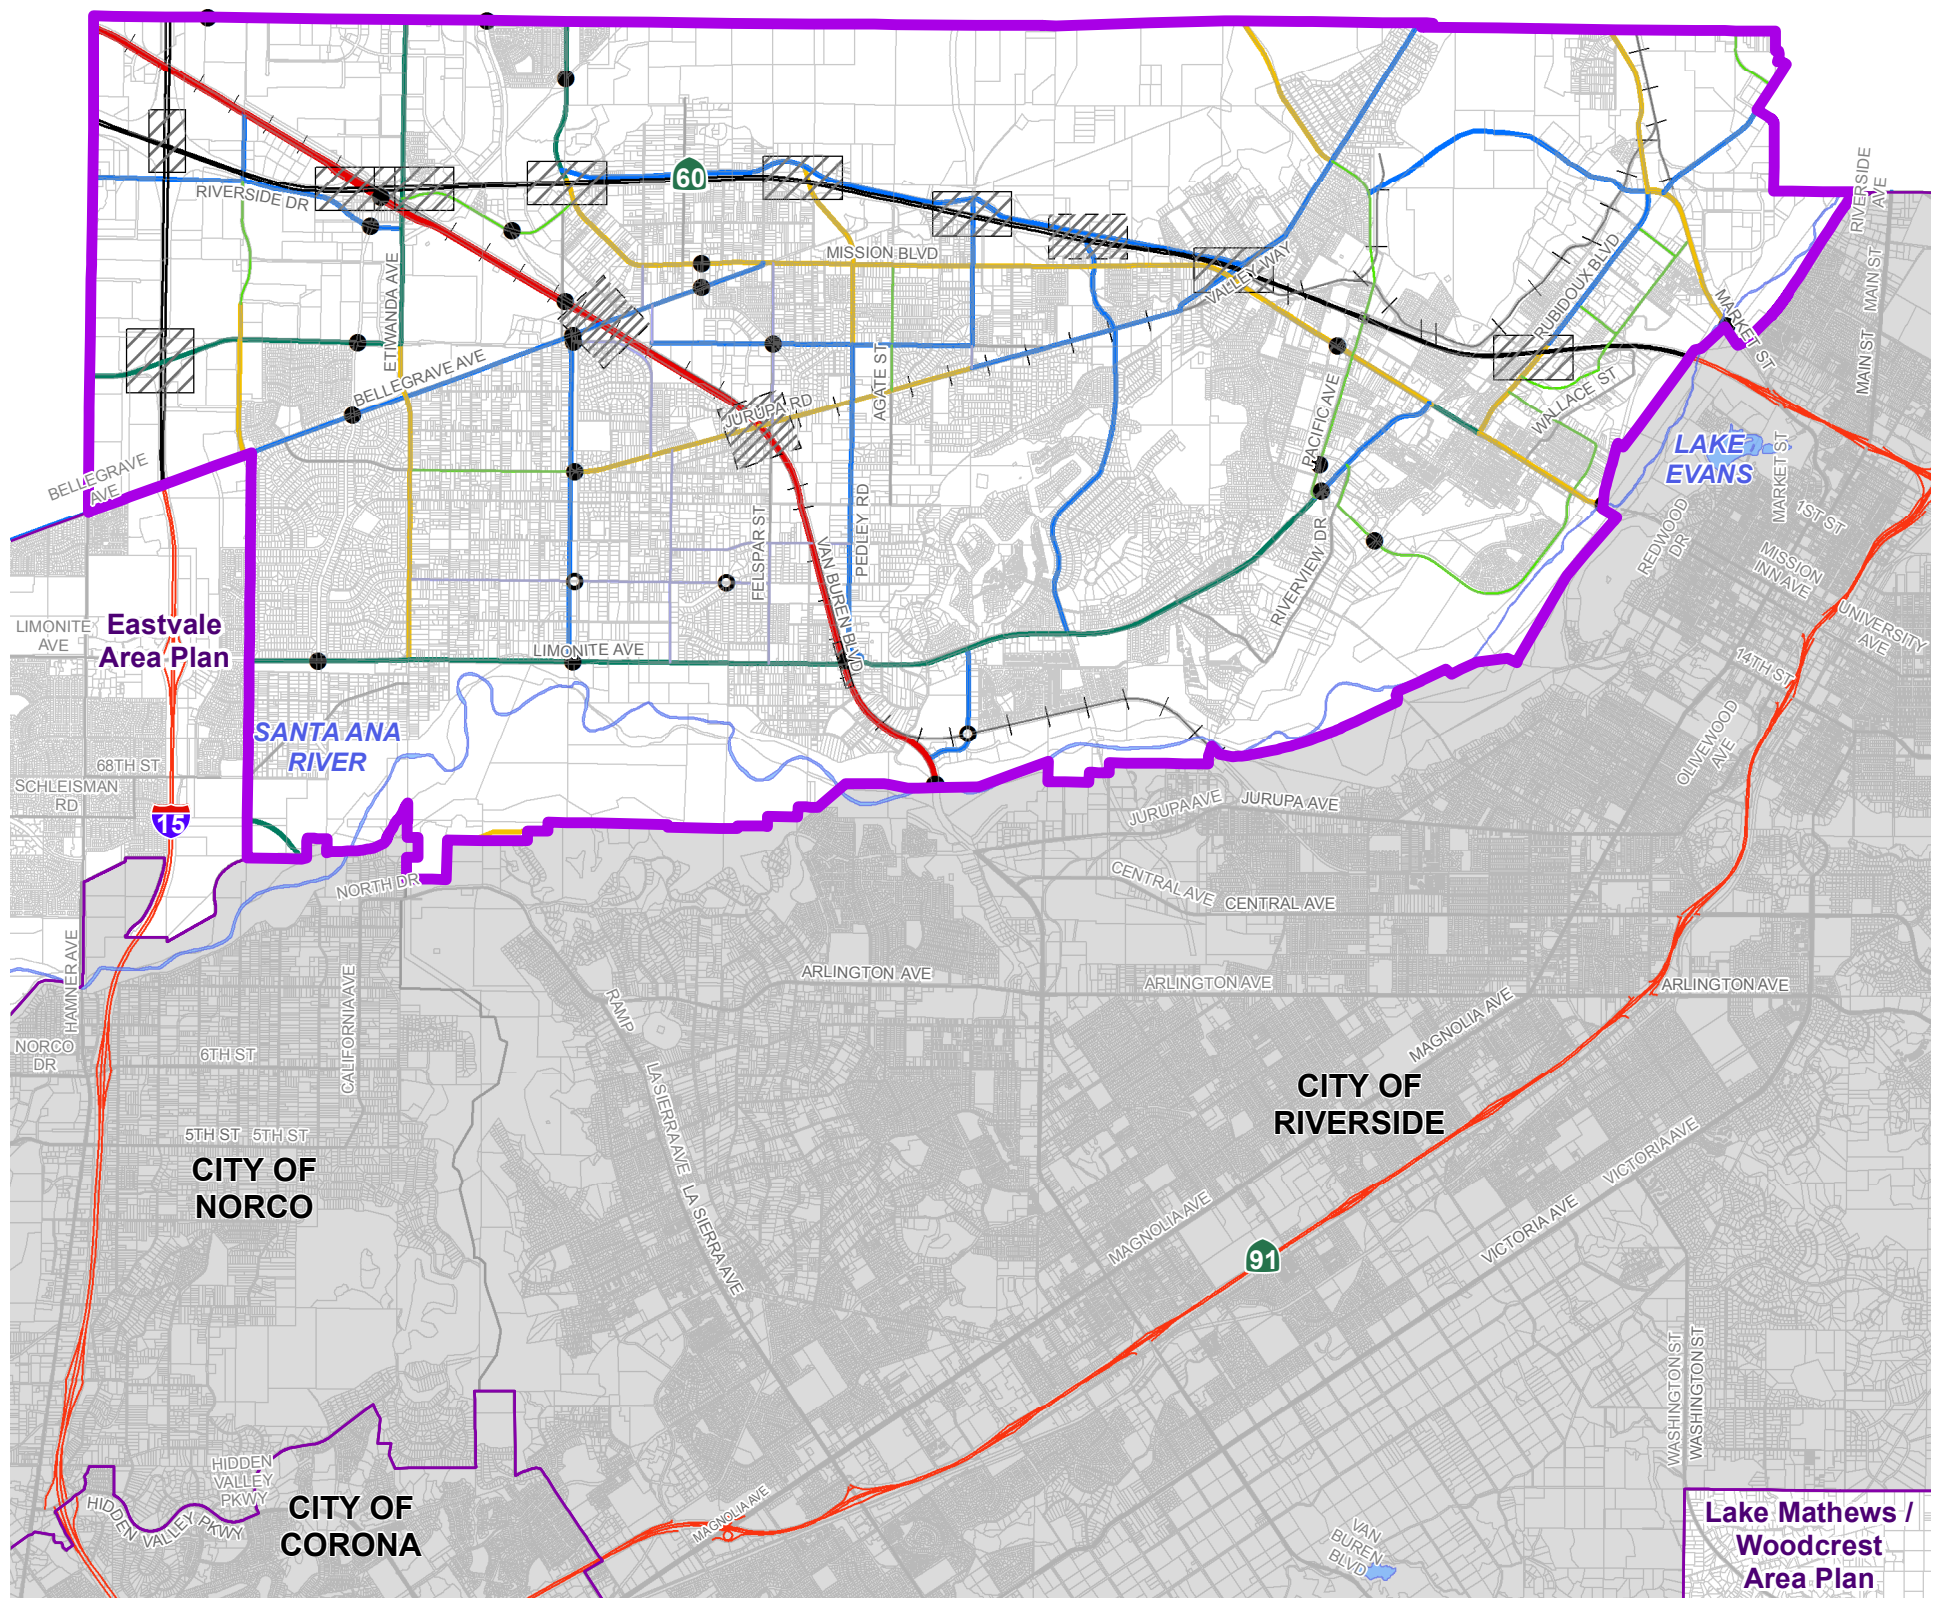 60
RIVERSIDE DR
RIVERSIDE
AVE
MISSION BLVD
VALLEY WAY
RUBIDOUX BLVD
MAIN ST
MAIN ST
MARKET ST
ETIWANDA AVE
BELLEGRAVE AVE
AGATE ST
JURUPA RD
PACIFIC AVE
WALLACE ST
MAIN ST
LAKE
EVANS
MARKET ST
BELLEGRAVE
AVE
FELSPAR ST
PEDLEY RD
VAN BUREN BLVD
RIVERVIEW DR
REDWOOD
DR
1ST ST
MISSION
INN AVE
UNIVERSITY
AVE
LIMONITE
AVE
Eastvale
Area Plan
LIMONITE AVE
14TH ST
OLIVEWOOD
AVE
SANTA ANA
RIVER
68TH ST
SCHLEISMAN
RD
15
JURUPA AVE
JURUPA AVE
NORTH DR
CENTRAL AVE
CENTRAL AVE
HAMNER AVE
CALIFORNIA AVE
ARLINGTON AVE
ARLINGTON AVE
ARLINGTON AVE
RAMP
MAGNOLIA AVE
NORCO
DR
6TH ST
LA SIERRA AVE
LA SIERRA AVE
CITY OF
RIVERSIDE
5TH ST
5TH ST
CITY OF
NORCO
VICTORIA AVE
VICTORIA AVE
MAGNOLIA AVE
91
WASHINGTON ST
WASHINGTON ST
HIDDEN
VALLEY
PKWY
HIDDEN VALLEY PKWY
CITY OF
CORONA
MAGNOLIA AVE
VAN
BUREN
BLVD
Lake Mathews /
Woodcrest
Area Plan